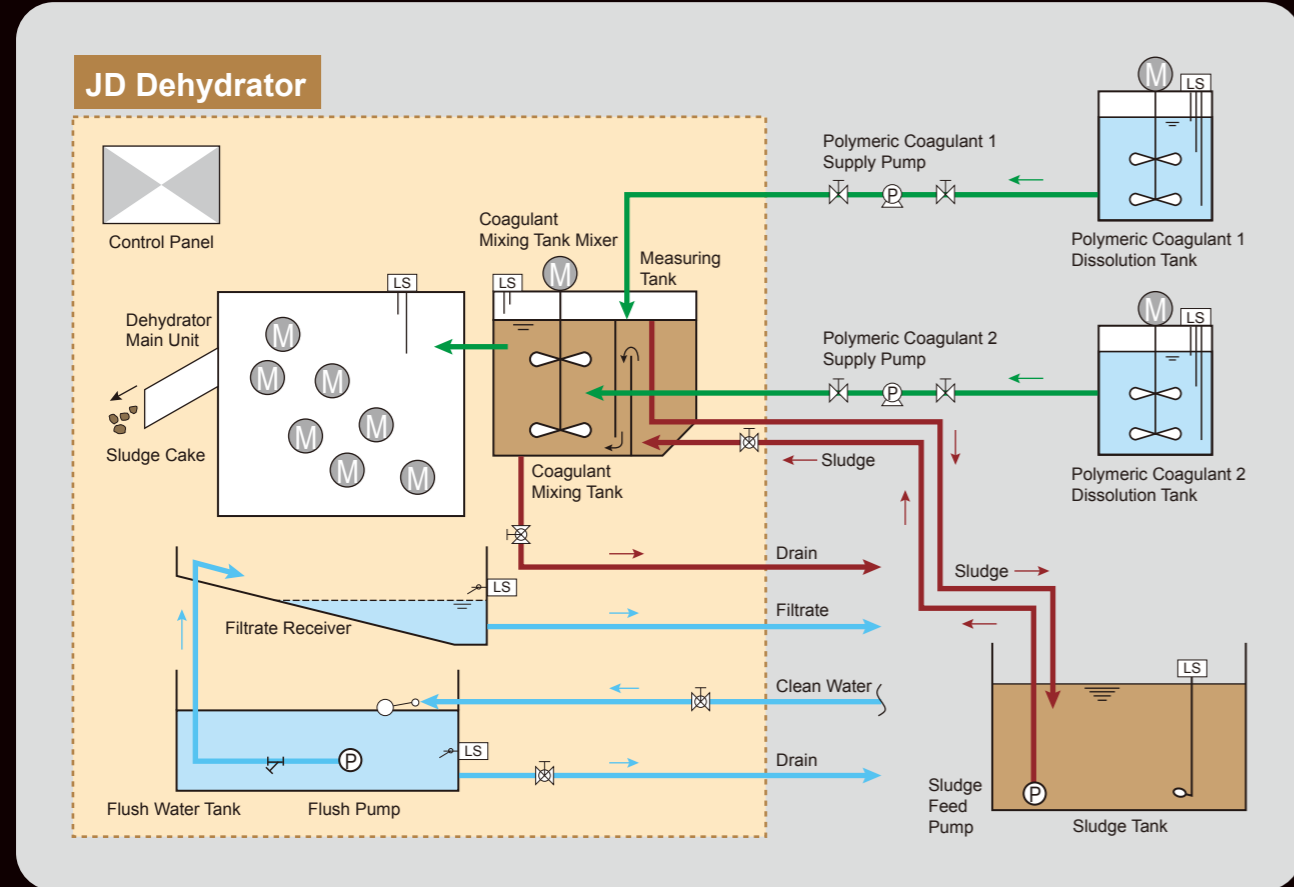 JD Dehydrator
Control Panel
Coagulant
Mixing Tank Mixer
Measuring
Tank
Polymeric Coagulant 1
Supply Pump
M
LS
P
Polymeric Coagulant 1
Dissolution Tank
Dehydrator
Main Unit
LS
LS
M
Sludge Cake
M
M
M
M
M
M
M
Coagulant
Mixing Tank
Polymeric Coagulant 2
Supply Pump
M
LS
P
Polymeric Coagulant 2
Dissolution Tank
Sludge
Drain
Sludge
LS
Filtrate
Filtrate Receiver
Clean Water
LS
P
LS
Drain
Flush Water Tank
Flush Pump
Sludge
Feed
Pump
P
Sludge Tank